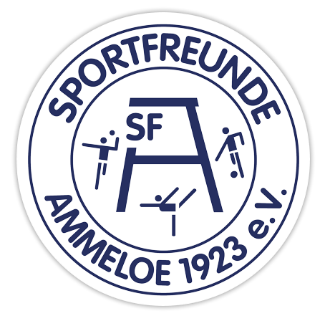 SPORTFREUNDE
SF
A
AMMELOE 1923 e.V.